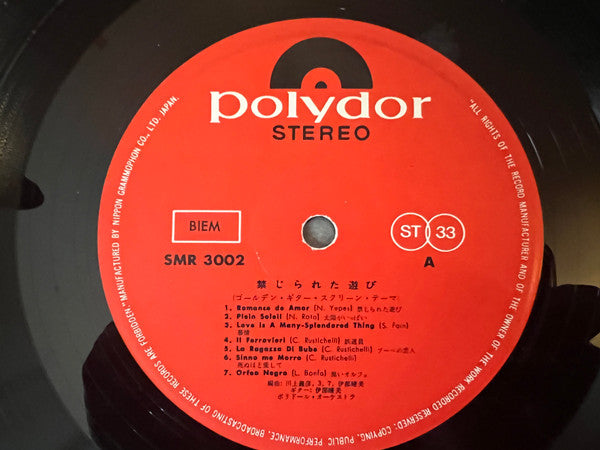 polydor
STEREO
BIEM
ST 33
SMR 3002
A
禁じられた遊び
(ゴールデン・ギター・スクリーン・テーマ)
1. Romance de Amor (N. Yepes) 禁じられた遊び
2. Plein Soleil (N. Rota) 太陽がいっぱい
3. Love Is A Many-Splendored Thing (S. Fain)
慕情
4. Il Ferrovieri (C. Rustichelli) 鉄道員
5. La Ragazza Di Bube (C. Rustichelli) ブーベの恋人
6. Sinno me Moro (C. Rustichelli)
死ぬほど愛して
7. Orfeo Negro (L. Bonfa) 黒いオルフェ
編曲: 川上義彦, 3, 7, 伊部晴美
ギター: 伊部晴美
ポリドール・オーケストラ
"ALL RIGHTS OF THE RECORD MANUFACTURER AND OF THE OWNER OF THE WORK RECORDED RESERVED: COPYING, PUBLIC PERFORMANCE, BROADCASTING OF THESE RECORDS ARE FORBIDDEN" MANUFACTURED BY NIPPON GRAMMOPHON CO., LTD. JAPAN.